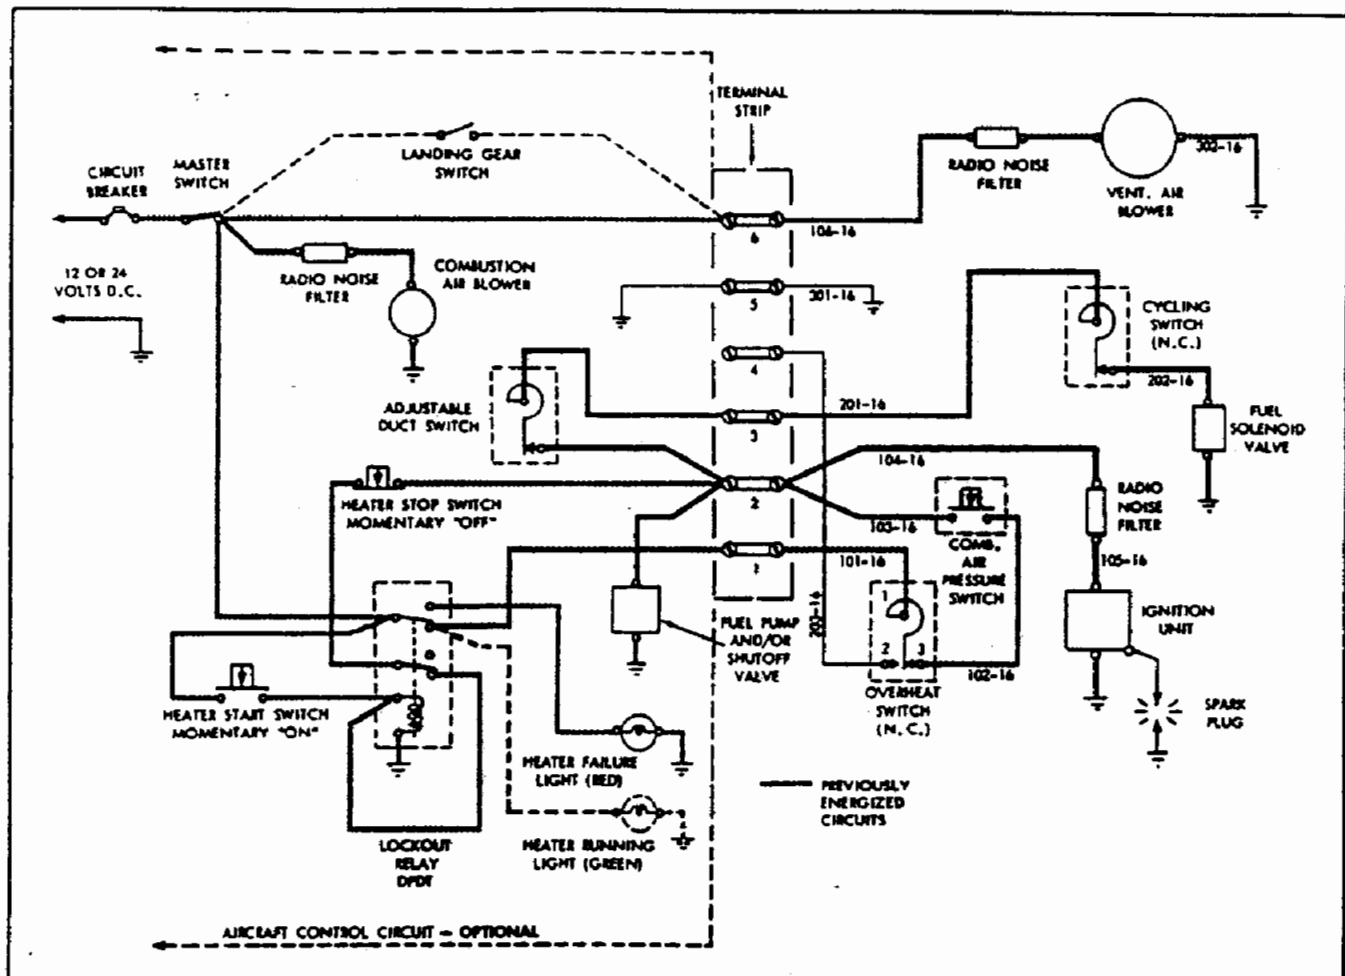 TERMINAL
STRIP
LANDING GEAR
SWITCH
CIRCUIT
BREAKER
MASTER
SWITCH
RADIO NOISE
FILTER
VENT. AIR
BLOWER
302-16
6
106-16
12 OR 24
VOLTS D.C.
RADIO NOISE
FILTER
COMBUSTION
AIR BLOWER
5
301-16
CYCLING
SWITCH
(N.C.)
4
202-16
ADJUSTABLE
DUCT SWITCH
3
201-16
FUEL
SOLENOID
VALVE
104-16
HEATER STOP SWITCH
MOMENTARY "OFF"
2
103-16
RADIO
NOISE
FILTER
COMB.
AIR
PRESSURE
SWITCH
1
101-16
105-16
203-16
1
2
3
102-16
IGNITION
UNIT
FUEL PUMP
AND/OR
SHUTOFF
VALVE
OVERHEAT
SWITCH
(N.C.)
SPARK
PLUG
HEATER START SWITCH
MOMENTARY "ON"
HEATER FAILURE
LIGHT (RED)
PREVIOUSLY
ENERGIZED
CIRCUITS
HEATER RUNNING
LIGHT (GREEN)
LOCKOUT
RELAY
DPDT
AIRCRAFT CONTROL CIRCUIT - OPTIONAL